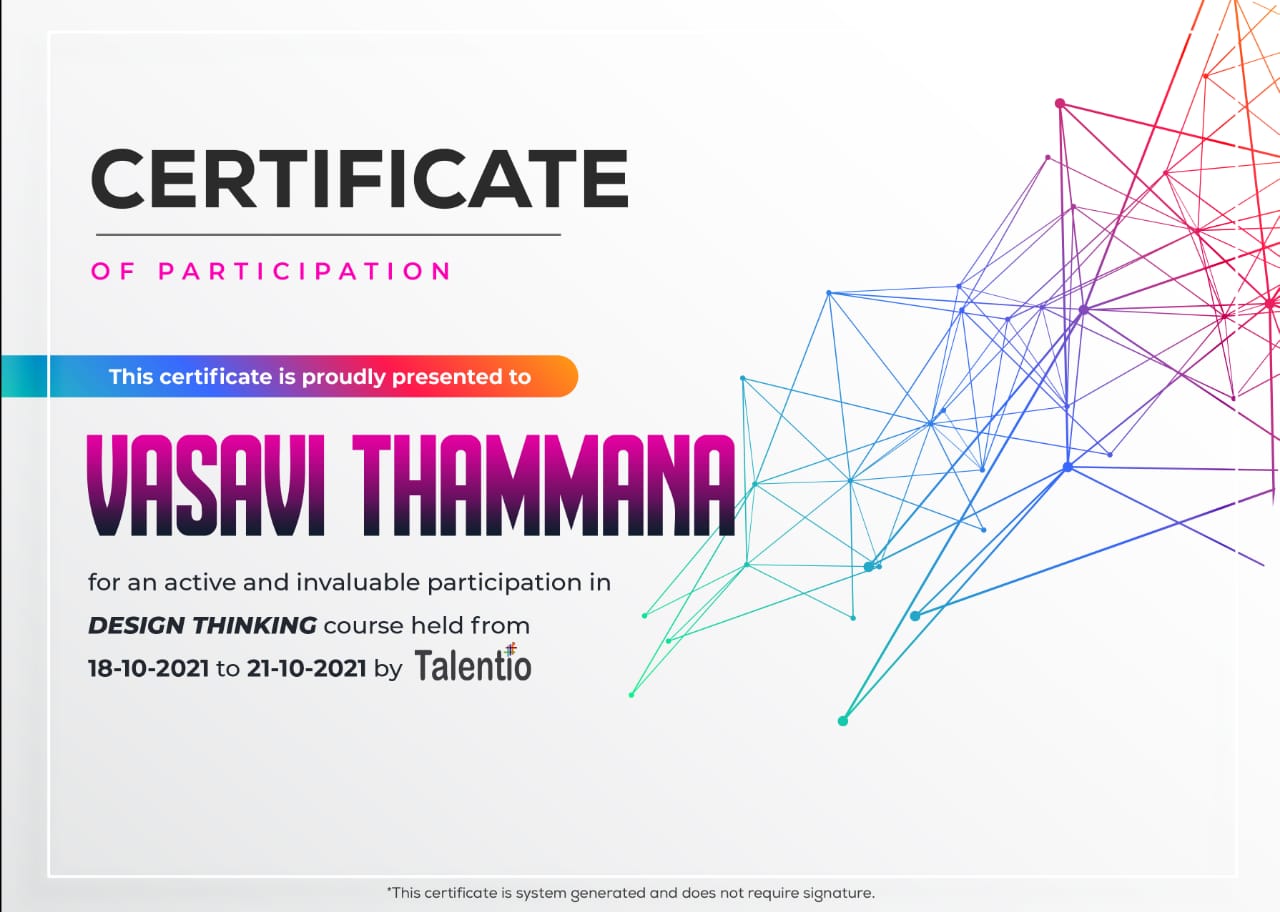 CERTIFICATE
OF PARTICIPATION
This certificate is proudly presented to
VASAVI THAMMANA
for an active and invaluable participation in
DESIGN THINKING course held from
18-10-2021 to 21-10-2021 by Talentio
*This certificate is system generated and does not require signature.